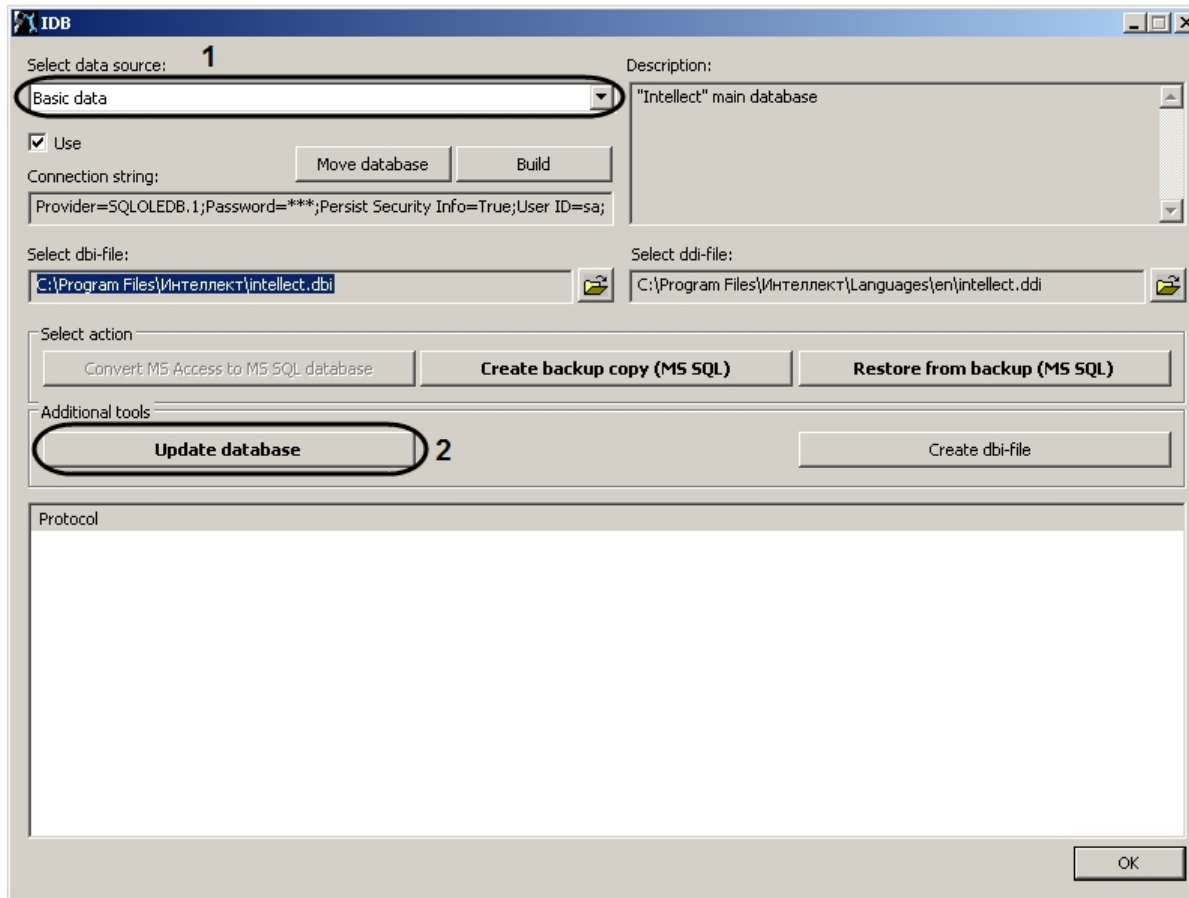 IDB
Select data source:
1
Description:
Basic data
"Intellect" main database
Use
Move database
Build
Connection string:
Provider=SQLOLEDB.1;Password=***;Persist Security Info=True;User ID=sa;
Select dbi-file:
Select ddi-file:
C:\Program Files\Интеллект\intellect.dbi
C:\Program Files\Интеллект\Languages\en\intellect.ddi
Select action
Convert MS Access to MS SQL database
Create backup copy (MS SQL)
Restore from backup (MS SQL)
Additional tools
Update database
2
Create dbi-file
Protocol
OK